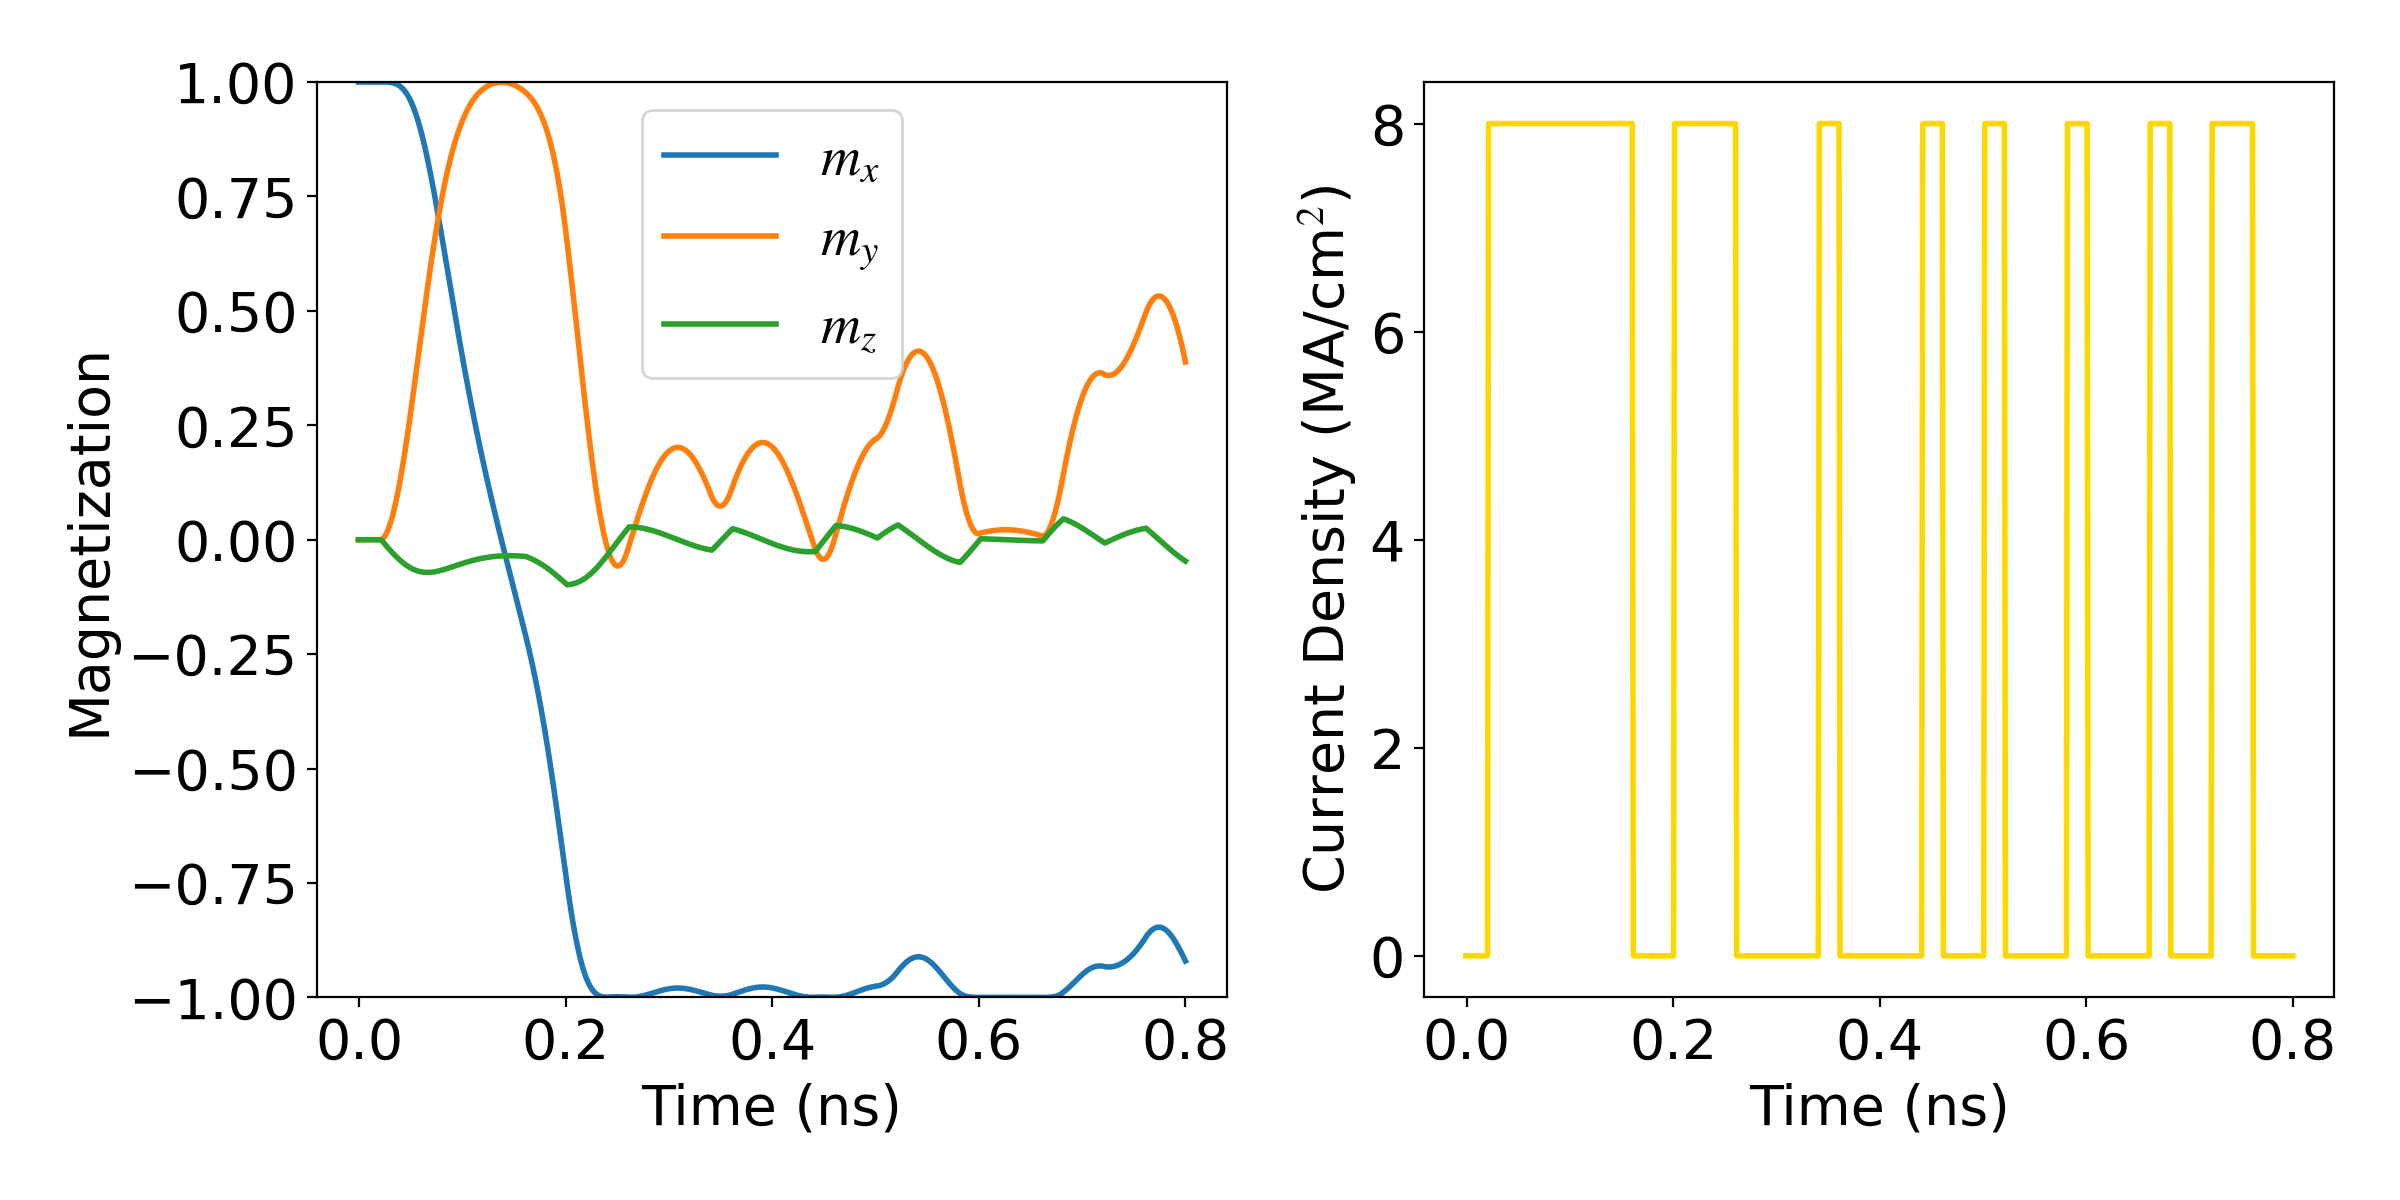 1.00
0.75
0.50
0.25
0.00
−0.25
−0.50
−0.75
−1.00
Magnetization
0.0 0.2 0.4 0.6 0.8
Time (ns)
mₓ
m_y
m_z
8
6
4
2
0
Current Density (MA/cm²)
0.0 0.2 0.4 0.6 0.8
Time (ns)